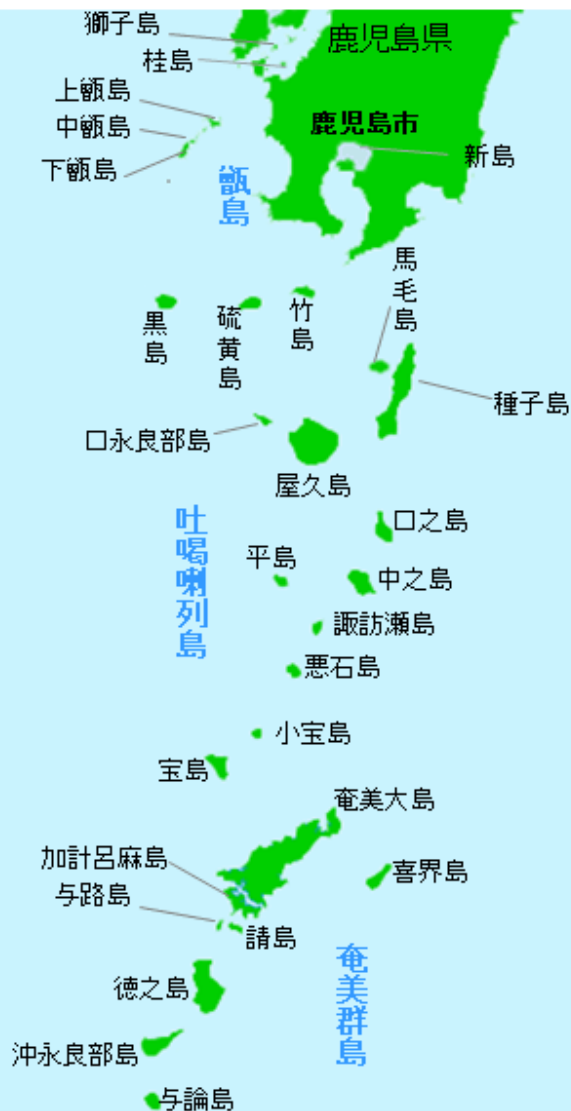 獅子島
鹿児島県
桂島
上甑島
中甑島
鹿児島市
下甑島
新島
甑島
馬毛島
黒島
硫黄島
竹島
種子島
口永良部島
屋久島
吐喝喇列島
口之島
平島
中之島
諏訪瀬島
悪石島
小宝島
宝島
奄美大島
加計呂麻島
喜界島
与路島
請島
奄美群島
徳之島
沖永良部島
与論島